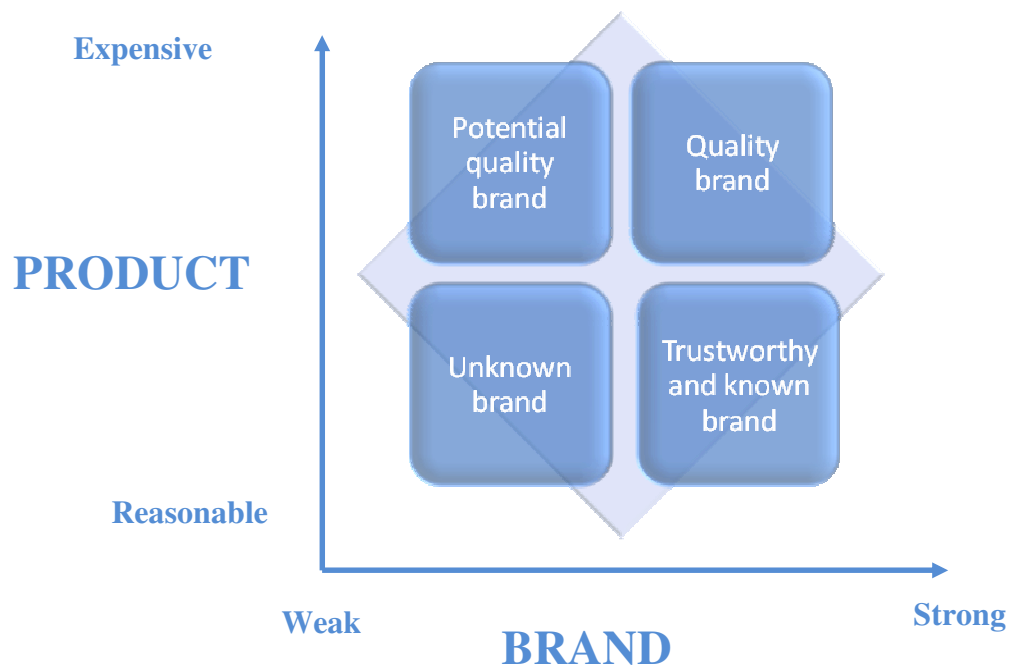 Expensive
Potential
quality
brand
Quality
brand
PRODUCT
Unknown
brand
Trustworthy
and known
brand
Reasonable
Weak
Strong
BRAND